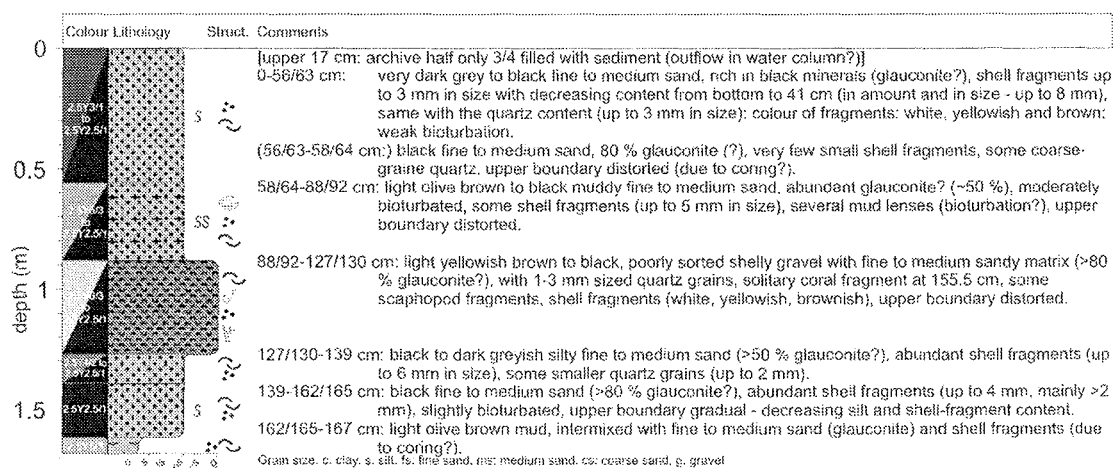 Colour Lithology Struct. Comments
0
[upper 17 cm: archive half only 3/4 filled with sediment (outflow in water column?)]
0-56/63 cm: very dark grey to black fine to medium sand, rich in black minerals (glauconite?), shell fragments up
to 3 mm in size with decreasing content from bottom to 41 cm (in amount and in size - up to 8 mm),
same with the quartz content (up to 3 mm in size); colour of fragments: white, yellowish and brown;
weak bioturbation.
2.5Y3/1
to
2.5Y2.5/1
S
(56/63-58/64 cm:) black fine to medium sand, 80 % glauconite (?), very few small shell fragments, some coarse-
graine quartz, upper boundary distorted (due to coring?).
0.5
58/64-88/92 cm: light olive brown to black muddy fine to medium sand, abundant glauconite? (~50 %), moderately
bioturbated, some shell fragments (up to 5 mm in size), several mud lenses (bioturbation?), upper
boundary distorted.
SS
depth (m)
88/92-127/130 cm: light yellowish brown to black, poorly sorted shelly gravel with fine to medium sandy matrix (>80
% glauconite?), with 1-3 mm sized quartz grains, solitary coral fragment at 155.5 cm, some
scaphopod fragments, shell fragments (white, yellowish, brownish), upper boundary distorted.
1
127/130-139 cm: black to dark greyish silty fine to medium sand (>50 % glauconite?), abundant shell fragments (up
to 6 mm in size), some smaller quartz grains (up to 2 mm).
139-162/165 cm: black fine to medium sand (>80 % glauconite?), abundant shell fragments (up to 4 mm, mainly >2
mm), slightly bioturbated, upper boundary gradual - decreasing silt and shell-fragment content.
1.5
2.5Y2.5/1
S
162/165-167 cm: light olive brown mud, intermixed with fine to medium sand (glauconite) and shell fragments (due
to coring?).
Grain size, c: clay, s: silt, fs: fine sand, ms: medium sand, cs: coarse sand, g: gravel